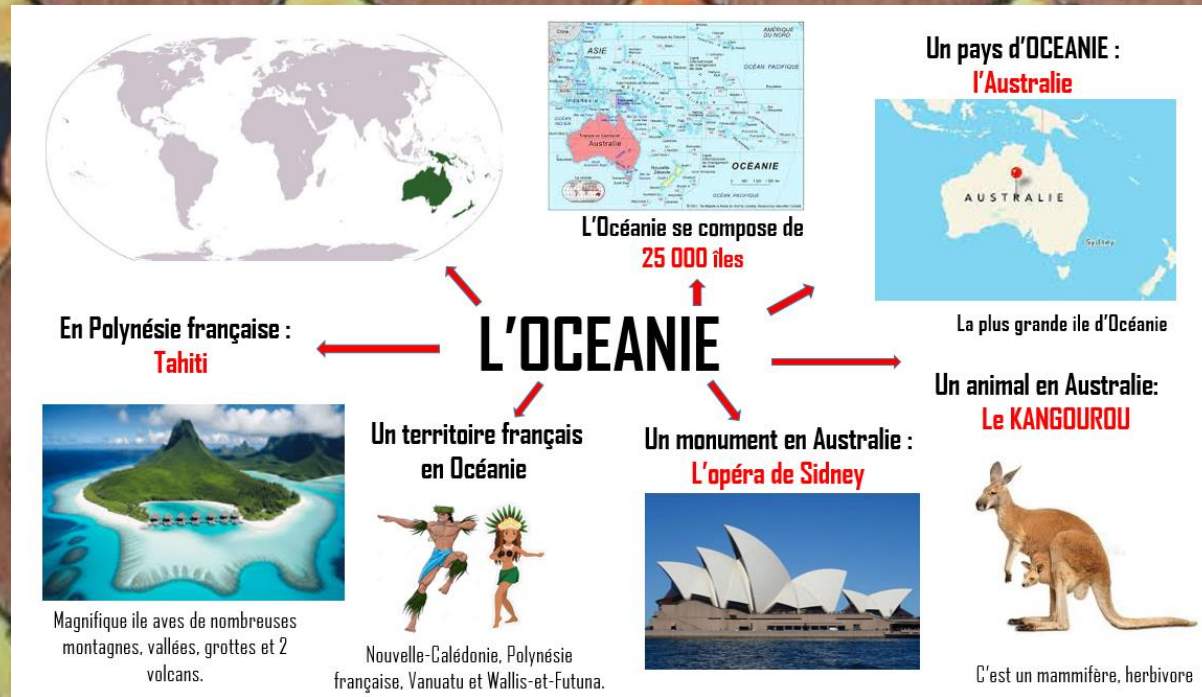 Un pays d'OCEANIE :
l'Australie
ASIE
AMÉRIQUE
DU NORD
OCÉAN PACIFIQUE
Australie
OCÉANIE
OCÉAN PACIFIQUE
AUSTRALIE
Sydney
L'Océanie se compose de
25 000 îles
La plus grande ile d'Océanie
L'OCEANIE
En Polynésie française :
Tahiti
Magnifique ile aves de nombreuses
montagnes, vallées, grottes et 2
volcans.
Un territoire français
en Océanie
Nouvelle-Calédonie, Polynésie
française, Vanuatu et Wallis-et-Futuna.
Un monument en Australie :
L'opéra de Sidney
Un animal en Australie:
Le KANGOUROU
C'est un mammifère, herbivore